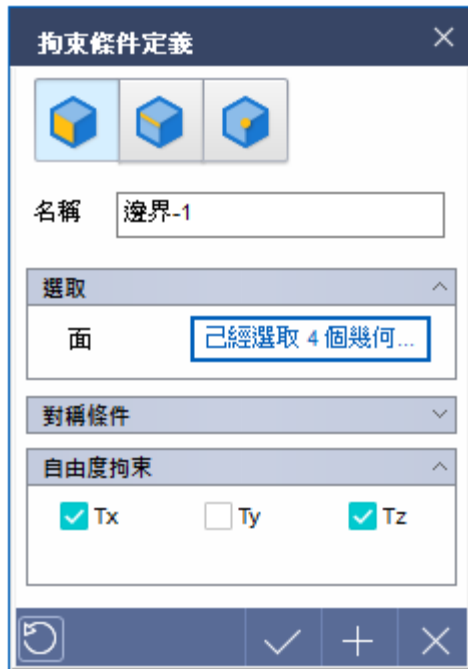 拘束條件定義
名稱 邊界-1
選取
面 已經選取 4 個幾何...
對稱條件
自由度拘束
Tx Ty Tz